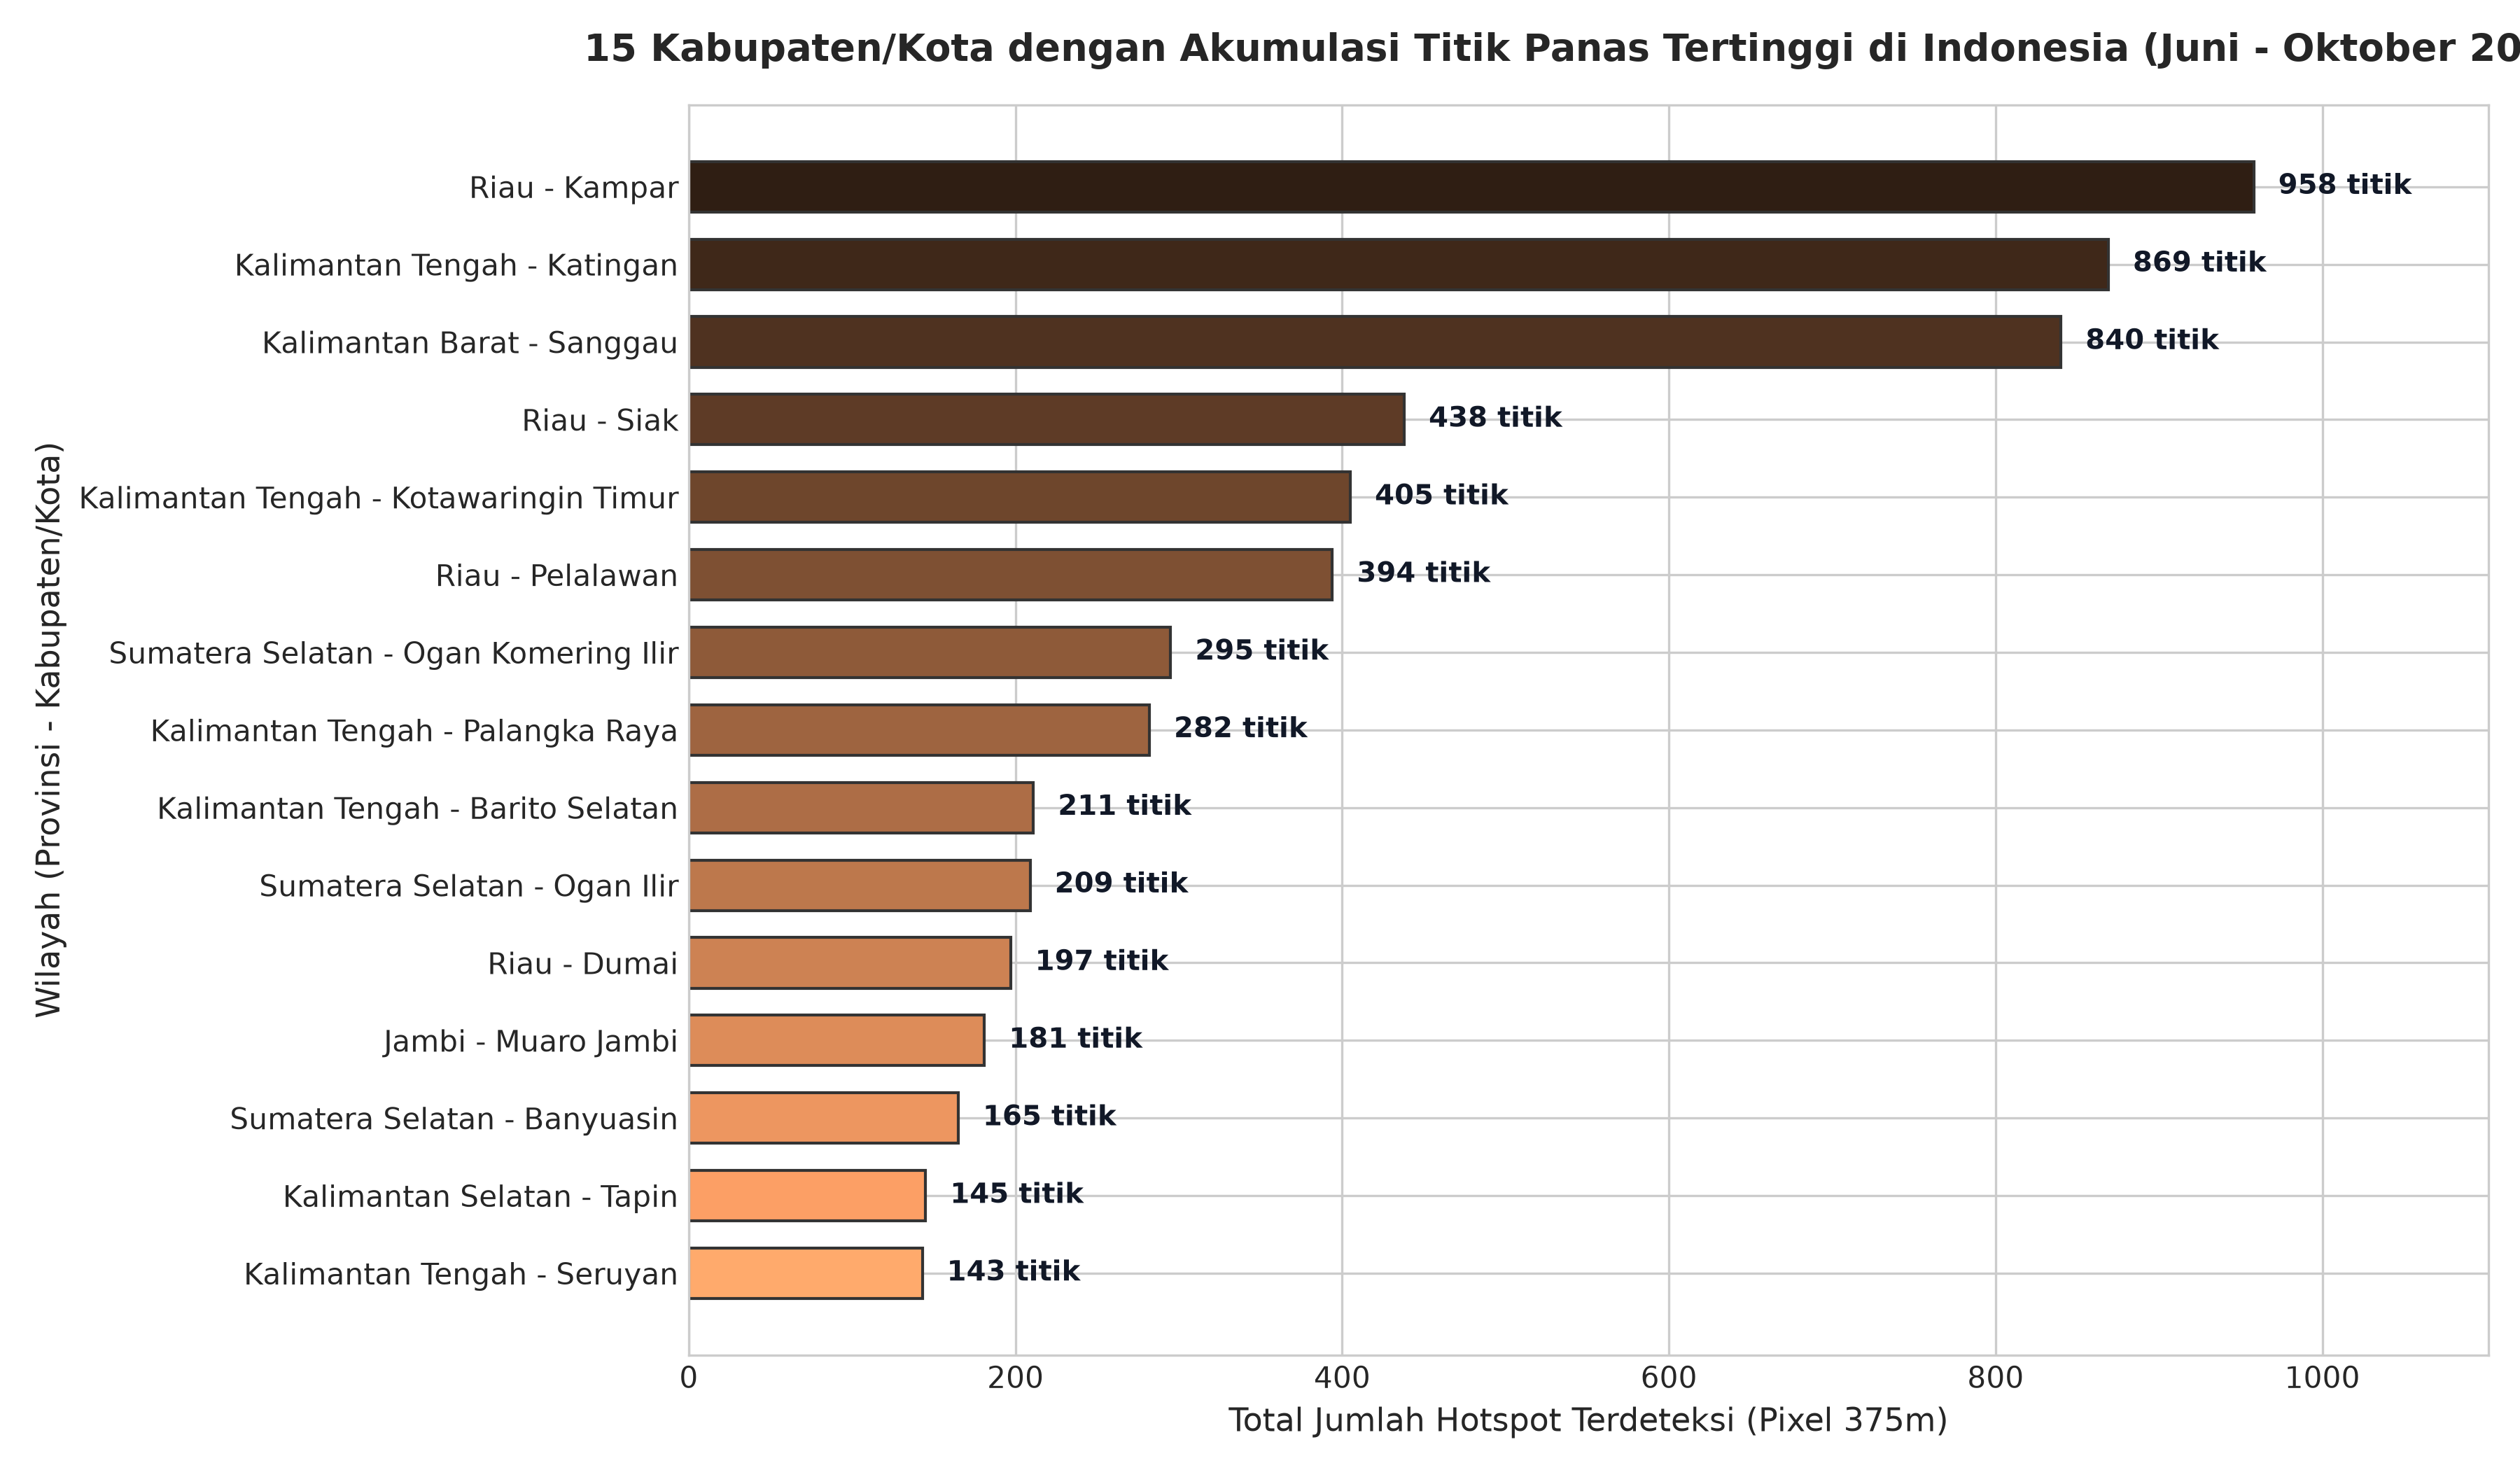 15 Kabupaten/Kota dengan Akumulasi Titik Panas Tertinggi di Indonesia (Juni - Oktober 20
Wilayah (Provinsi - Kabupaten/Kota)
Riau - Kampar 958 titik
Kalimantan Tengah - Katingan 869 titik
Kalimantan Barat - Sanggau 840 titik
Riau - Siak 438 titik
Kalimantan Tengah - Kotawaringin Timur 405 titik
Riau - Pelalawan 394 titik
Sumatera Selatan - Ogan Komering Ilir 295 titik
Kalimantan Tengah - Palangka Raya 282 titik
Kalimantan Tengah - Barito Selatan 211 titik
Sumatera Selatan - Ogan Ilir 209 titik
Riau - Dumai 197 titik
Jambi - Muaro Jambi 181 titik
Sumatera Selatan - Banyuasin 165 titik
Kalimantan Selatan - Tapin 145 titik
Kalimantan Tengah - Seruyan 143 titik
0 200 400 600 800 1000
Total Jumlah Hotspot Terdeteksi (Pixel 375m)